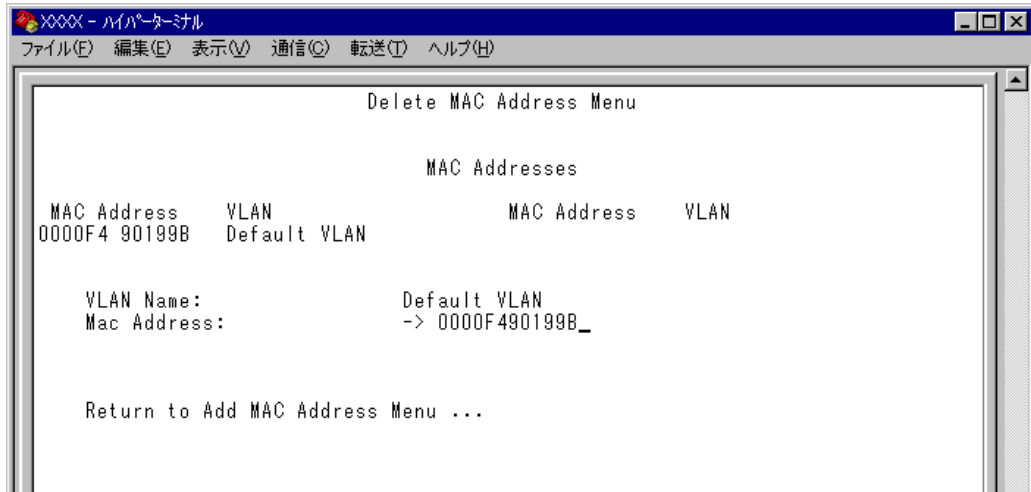 XXXX - ﾊｲﾊﾟｰﾀｰﾐﾅﾙ
ファイル(F) 編集(E) 表示(V) 通信(C) 転送(T) ヘルプ(H)
Delete MAC Address Menu
MAC Addresses
MAC Address VLAN MAC Address VLAN
0000F4 90199B Default VLAN
VLAN Name: Default VLAN
Mac Address: -> 0000F490199B_
Return to Add MAC Address Menu ...